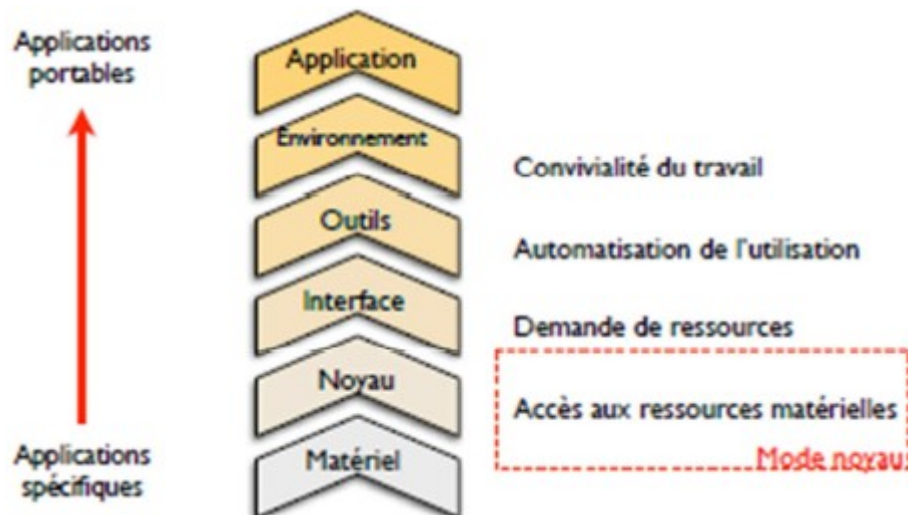 Applications
portables
Application
Environnement
Convivialité du travail
Outils
Automatisation de l'utilisation
Interface
Demande de ressources
Noyau
Accès aux ressources matérielles
Mode noyau
Applications
spécifiques
Matériel